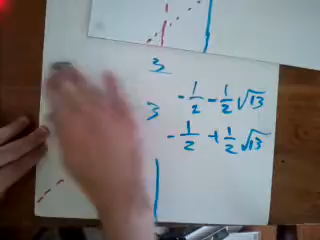 3
3 -1/2 - 1/2 √13
-1/2 + 1/2 √13